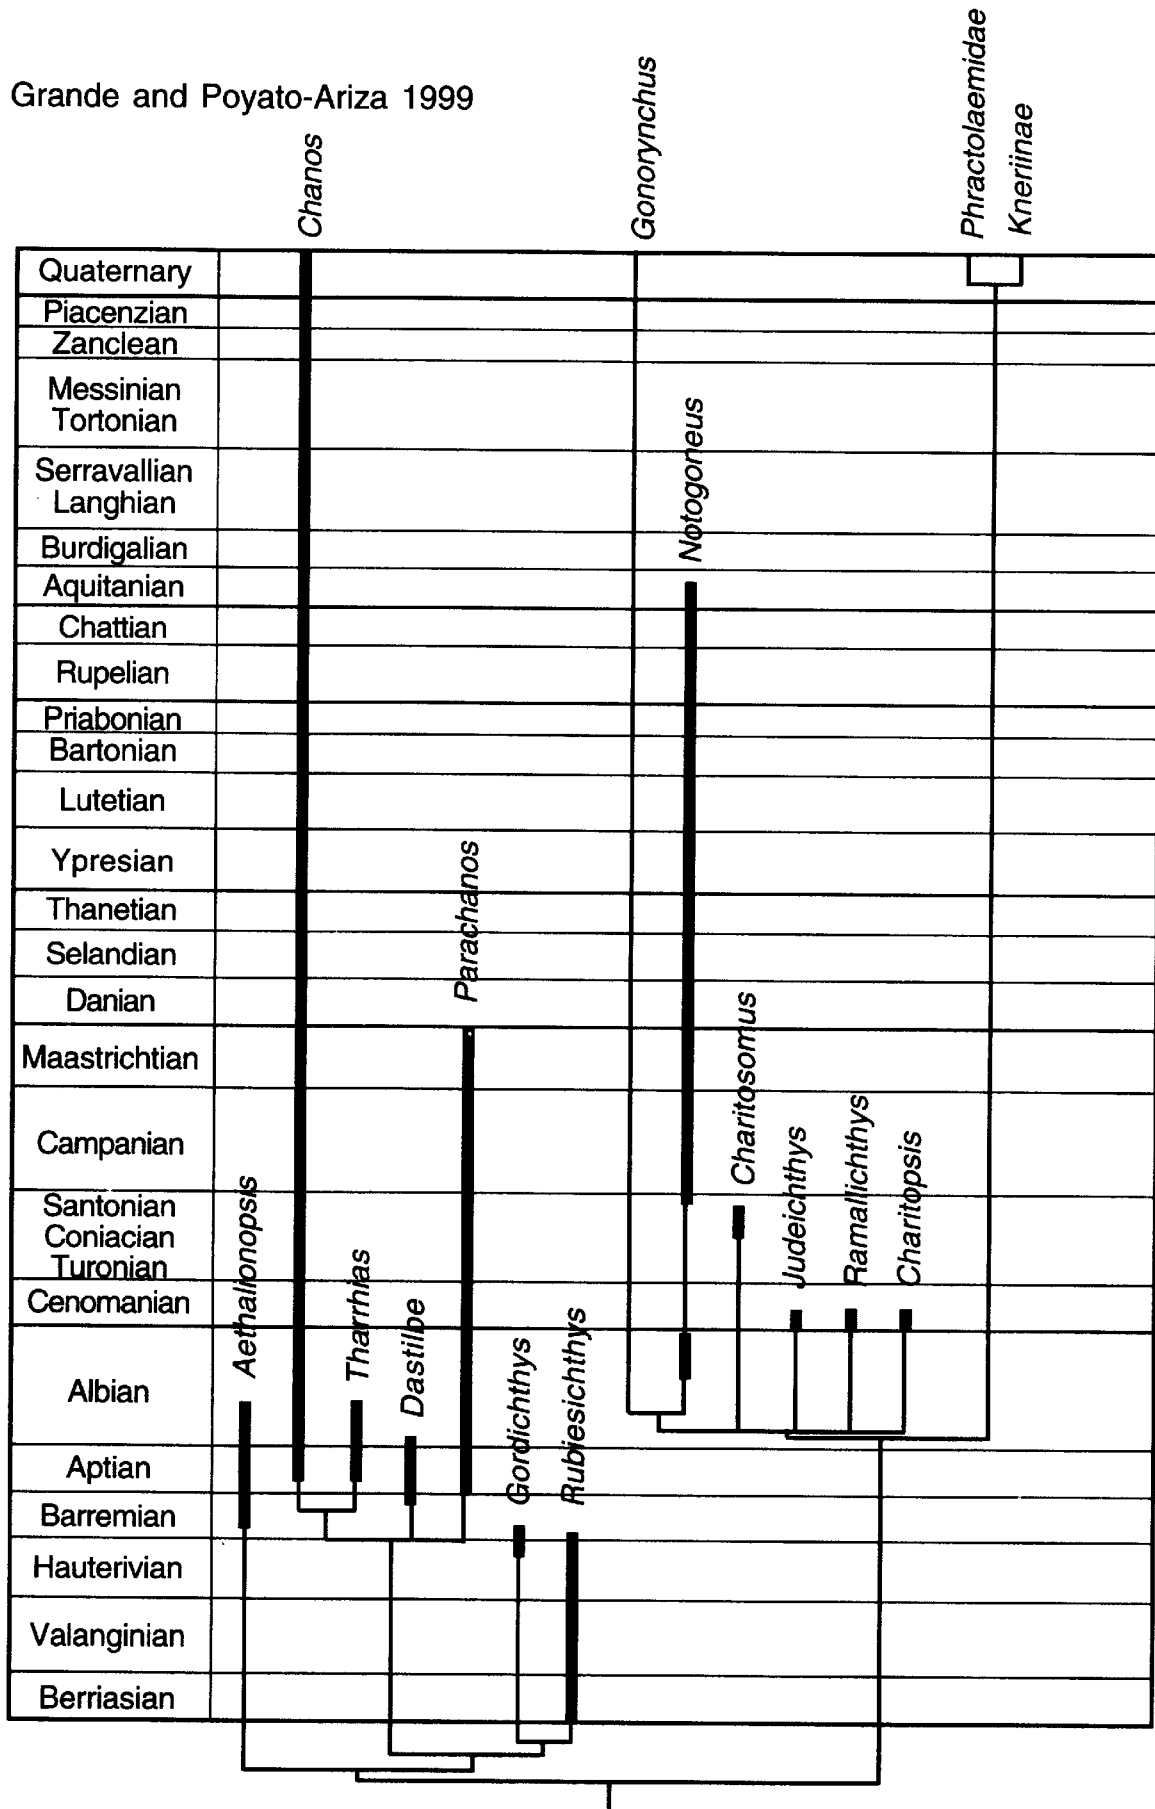 Grande and Poyato-Ariza 1999
Chanos
Gonorynchus
Phractolaemidae
Kneriinae
Quaternary
Piacenzian
Zanclean
Messinian
Tortonian
Serravallian
Langhian
Burdigalian
Aquitanian
Chattian
Rupelian
Priabonian
Bartonian
Lutetian
Ypresian
Thanetian
Selandian
Danian
Maastrichtian
Campanian
Santonian
Coniacian
Turonian
Cenomanian
Albian
Aptian
Barremian
Hauterivian
Valanginian
Berriasian
Notogoneus
Parachanos
Charitosomus
Judeichthys
Ramallichthys
Charitopsis
Aethalionopsis
Tharrhias
Dastilbe
Gordichthys
Rubiesichthys